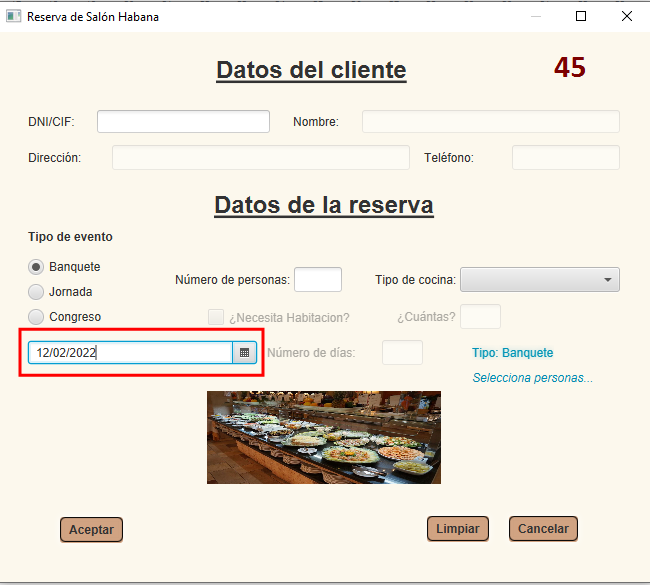 Reserva de Salón Habana
Datos del cliente
45
DNI/CIF:
Nombre:
Dirección:
Teléfono:
Datos de la reserva
Tipo de evento
Banquete
Número de personas:
Tipo de cocina:
Jornada
Congreso
¿Necesita Habitacion?
¿Cuántas?
12/02/2022
Número de días:
Tipo: Banquete
Selecciona personas...
Aceptar
Limpiar
Cancelar